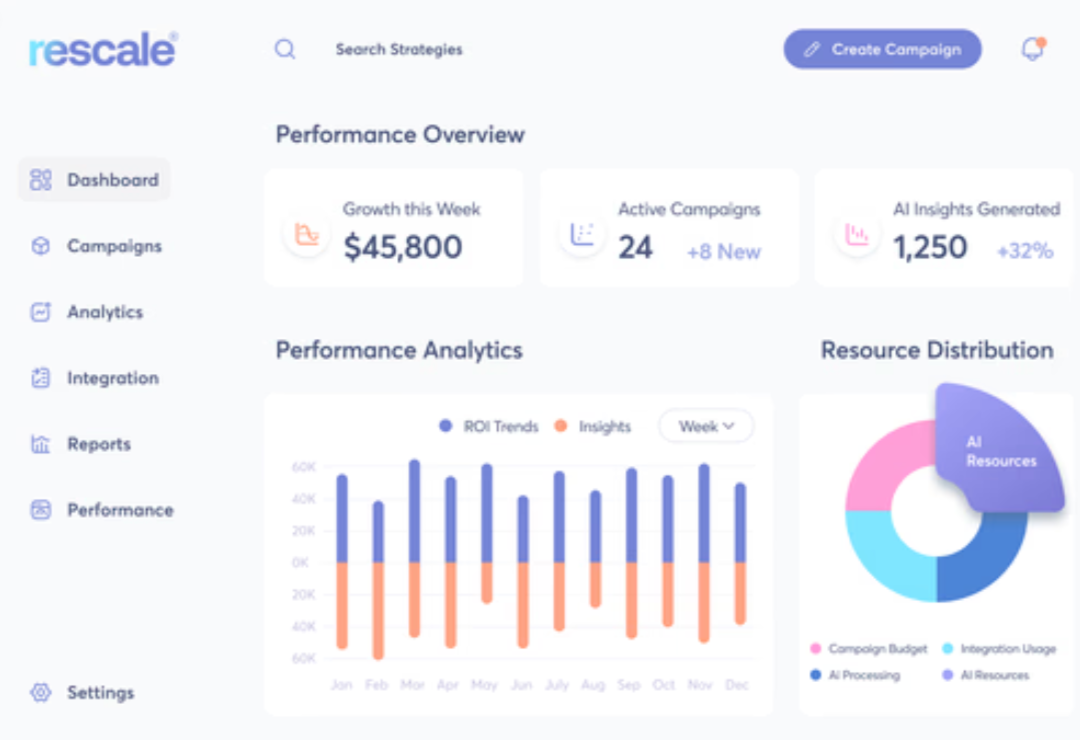 rescale®
Search Strategies
Create Campaign
Dashboard
Campaigns
Analytics
Integration
Reports
Performance
Settings
Performance Overview
Growth this Week
$45,800
Active Campaigns
24 +8 New
AI Insights Generated
1,250 +32%
Performance Analytics
ROI Trends Insights Week
60K
40K
20K
0K
20K
40K
60K
Jan Feb Mar Apr May Jun July Aug Sep Oct Nov Dec
Resource Distribution
AI
Resources
Campaign Budget Integration Usage
AI Processing AI Resources